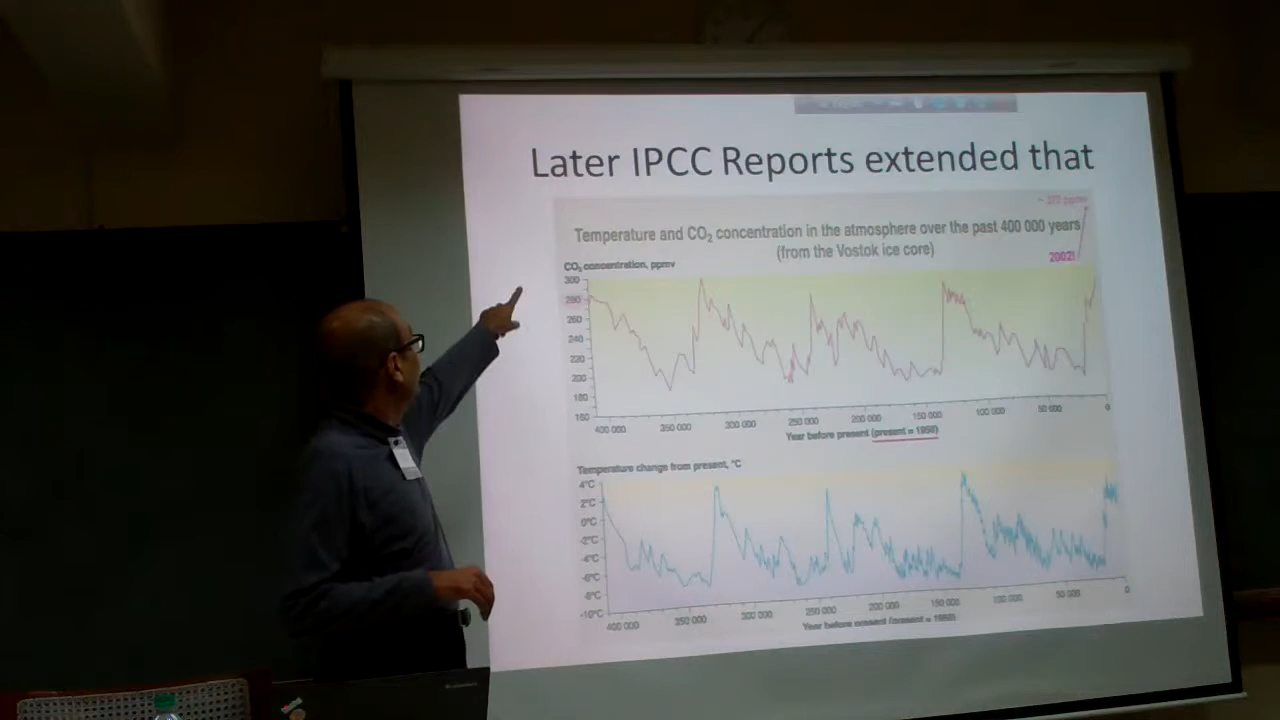 Later IPCC Reports extended that
~ 370 ppmv
Temperature and CO₂ concentration in the atmosphere over the past 400 000 years
(from the Vostok ice core)
2002!
CO₂ concentration, ppmv
300
280
260
240
220
200
180
160
400 000 350 000 300 000 250 000 200 000 150 000 100 000 50 000 0
Year before present (present = 1950)
Temperature change from present, °C
4°C
2°C
0°C
-2°C
-4°C
-6°C
-8°C
-10°C
400 000 350 000 300 000 250 000 200 000 150 000 100 000 50 000 0
Year before present (present = 1950)